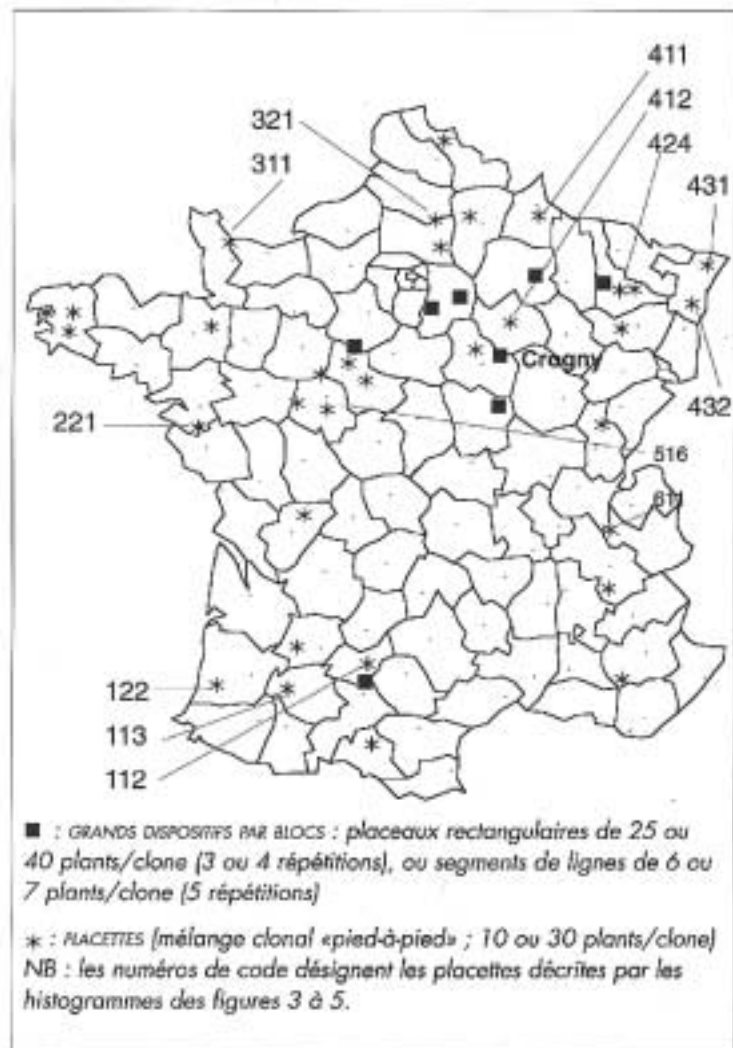 411
412
321
424
311
431
Cragny
432
221
516
611
122
113
112
■ : GRANDS DISPOSITIFS PAR BLOCS : placeaux rectangulaires de 25 ou
40 plants/clone (3 ou 4 répétitions), ou segments de lignes de 6 ou
7 plants/clone (5 répétitions)
* : PLACETTES (mélange clonal «pied-à-pied» ; 10 ou 30 plants/clone)
NB : les numéros de code désignent les placettes décrites par les
histogrammes des figures 3 à 5.